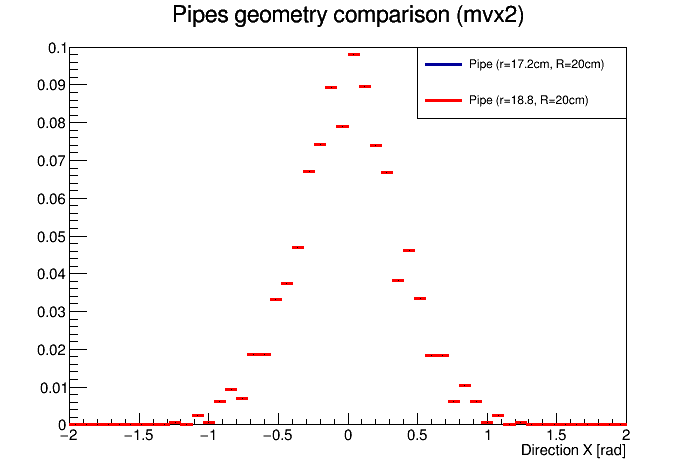 Pipes geometry comparison (mvx2)
Pipe (r=17.2cm, R=20cm)
Pipe (r=18.8, R=20cm)
0.1
0.09
0.08
0.07
0.06
0.05
0.04
0.03
0.02
0.01
0
−2 −1.5 −1 −0.5 0 0.5 1 1.5 2
Direction X [rad]